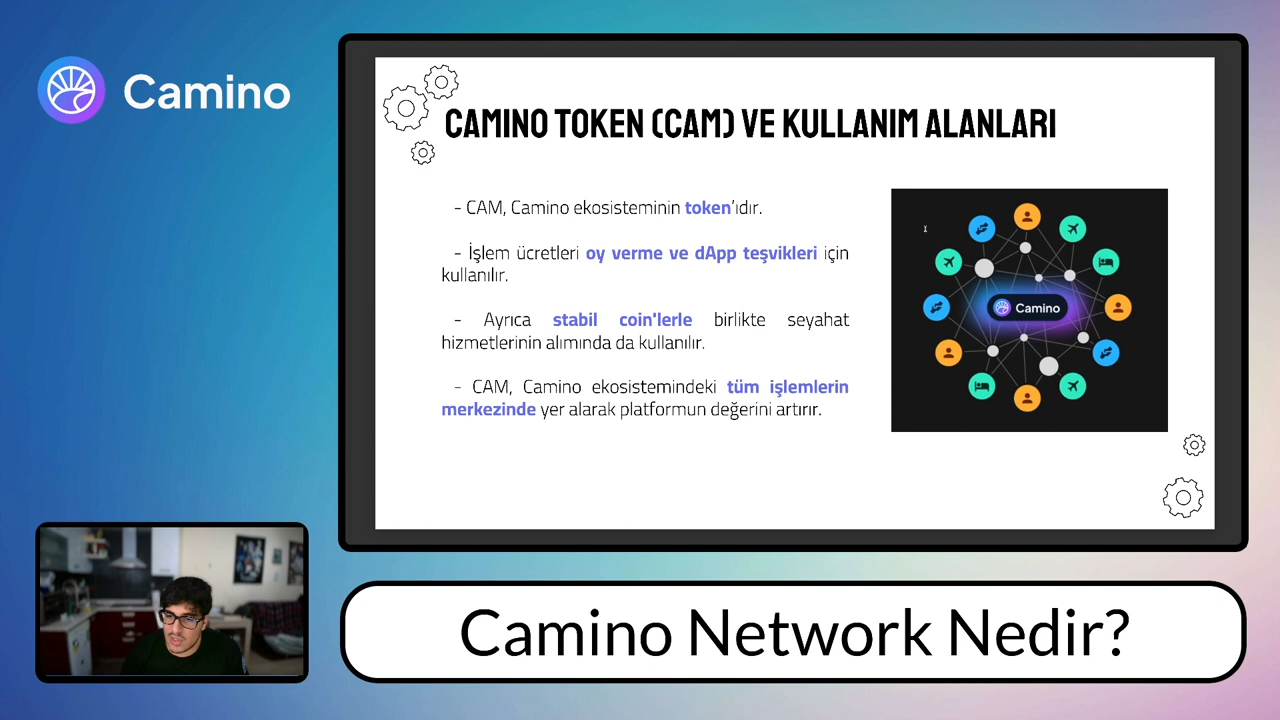 Camino
CAMINO TOKEN (CAM) VE KULLANIM ALANLARI
- CAM, Camino ekosisteminin token'ıdır.
- İşlem ücretleri oy verme ve dApp teşvikleri için
kullanılır.
- Ayrıca stabil coin'lerle birlikte seyahat
hizmetlerinin alımında da kullanılır.
- CAM, Camino ekosistemindeki tüm işlemlerin
merkezinde yer alarak platformun değerini artırır.
Camino
Camino Network Nedir?